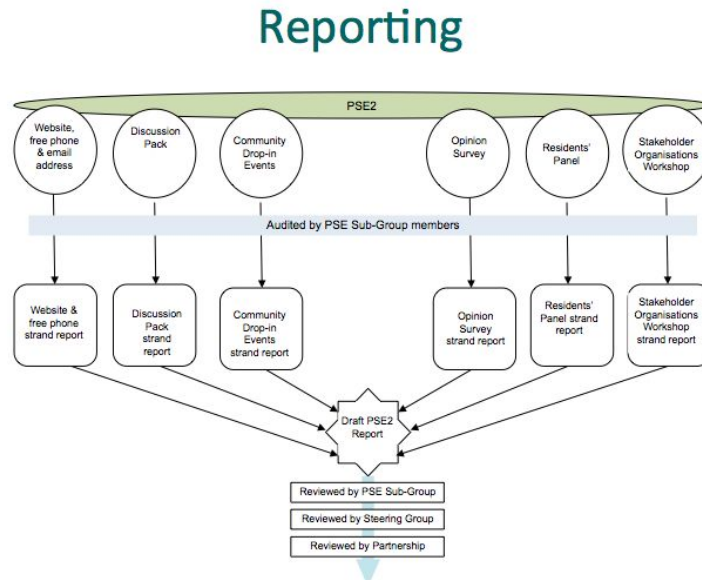 Reporting
PSE2
Website,
free phone
& email
address
Discussion
Pack
Community
Drop-in
Events
Opinion
Survey
Residents'
Panel
Stakeholder
Organisations
Workshop
Audited by PSE Sub-Group members
Website &
free phone
strand report
Discussion
Pack
strand
report
Community
Drop-in
Events
strand report
Opinion
Survey
strand report
Residents'
Panel strand
report
Stakeholder
Organisations
Workshop
strand report
Draft PSE2
Report
Reviewed by PSE Sub-Group
Reviewed by Steering Group
Reviewed by Partnership